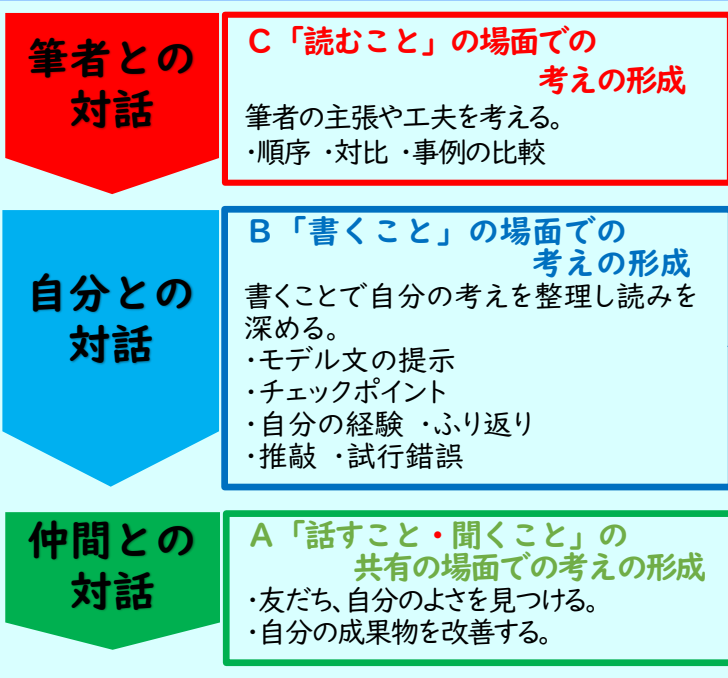 筆者との
対話
C「読むこと」の場面での
考えの形成
筆者の主張や工夫を考える。
・順序 ・対比 ・事例の比較
自分との
対話
B「書くこと」の場面での
考えの形成
書くことで自分の考えを整理し読みを
深める。
・モデル文の提示
・チェックポイント
・自分の経験 ・ふり返り
・推敲 ・試行錯誤
仲間との
対話
A「話すこと・聞くこと」の
共有の場面での考えの形成
・友だち、自分のよさを見つける。
・自分の成果物を改善する。